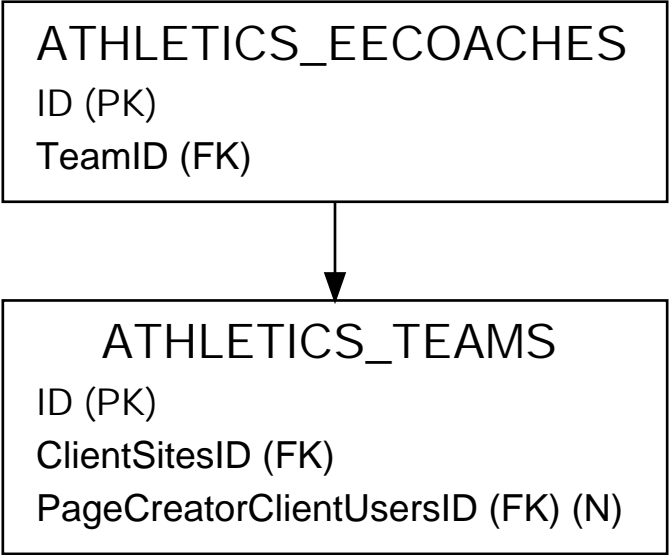 ATHLETICS_EECOACHES
ID (PK)
TeamID (FK)
ATHLETICS_TEAMS
ID (PK)
ClientSitesID (FK)
PageCreatorClientUsersID (FK) (N)